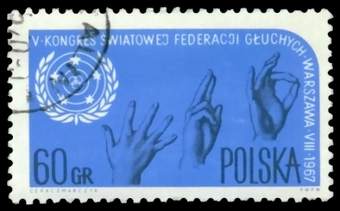 V · KONGRES ŚWIATOWEJ FEDERACJI GŁUCHYCH · WARSZAWA VIII · 1967
60 GR
POLSKA